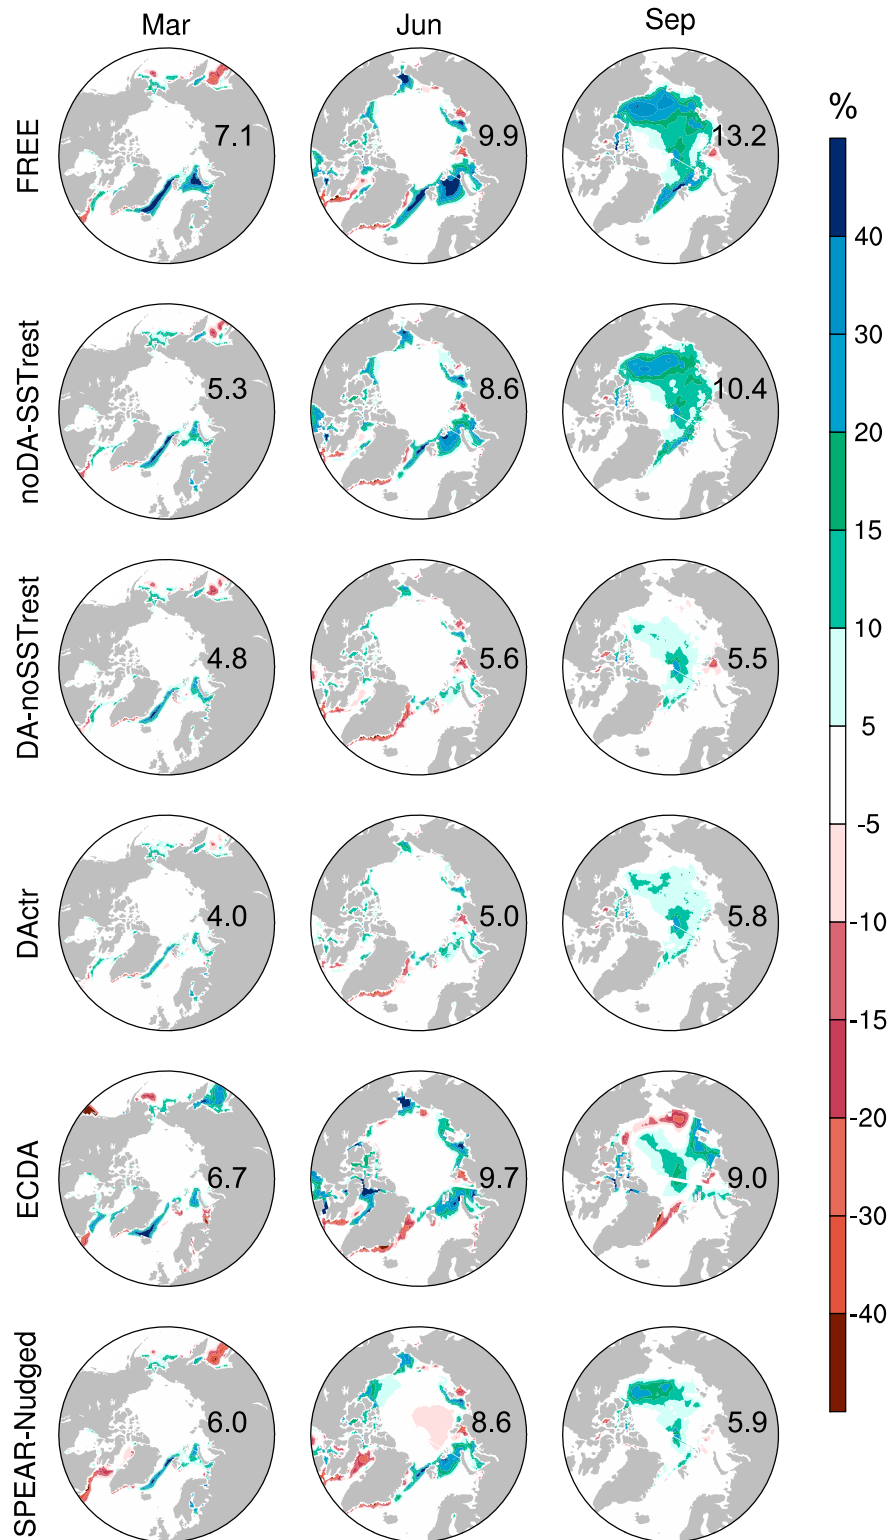 Mar Jun Sep
%
FREE 7.1 9.9 13.2
40
noDA-SSTrest 5.3 8.6 10.4
30
20
15
DA-noSSTrest 4.8 5.6 5.5
10
5
-5
DActr 4.0 5.0 5.8
-10
-15
ECDA 6.7 9.7 9.0
-20
-30
-40
SPEAR-Nudged 6.0 8.6 5.9